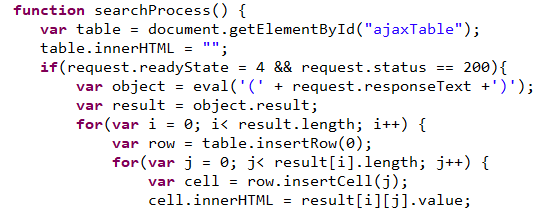 function searchProcess() {
    var table = document.getElementById("ajaxTable");
    table.innerHTML = "";
    if(request.readyState = 4 && request.status == 200){
        var object = eval('(' + request.responseText +')');
        var result = object.result;
        for(var i = 0; i< result.length; i++) {
            var row = table.insertRow(0);
            for(var j = 0; j< result[i].length; j++) {
                var cell = row.insertCell(j);
                cell.innerHTML = result[i][j].value;